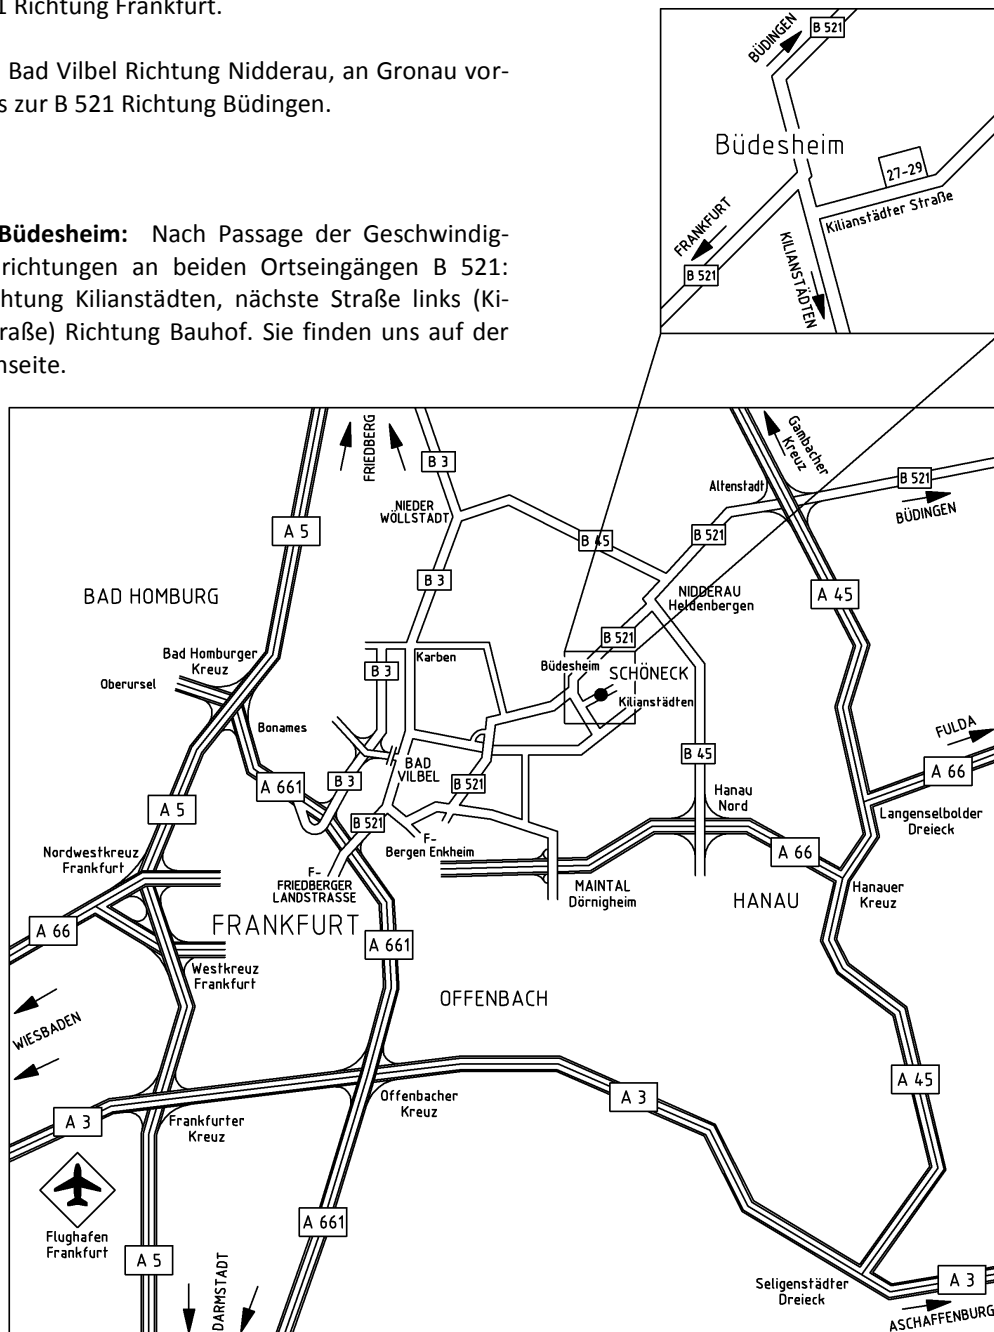 1 Richtung Frankfurt.
Bad Vilbel Richtung Nidderau, an Gronau vor-
s zur B 521 Richtung Büdingen.
Büdesheim: Nach Passage der Geschwindig-
richtungen an beiden Ortseingängen B 521:
chtung Kilianstädten, nächste Straße links (Ki-
raße) Richtung Bauhof. Sie finden uns auf der
nseite.
BÜDINGEN
B 521
Büdesheim
27-29
Kilianstädter Straße
FRANKFURT
B 521
KILIANSTÄDTEN
FRIEDBERG
B 3
Gambacher
Kreuz
Altenstadt
B 521
BÜDINGEN
NIEDER
WÖLLSTADT
A 5
B 45
B 521
B 3
BAD HOMBURG
NIDDERAU
Heldenbergen
A 45
B 521
Bad Homburger
Kreuz
Karben
B 3
Büdesheim
SCHÖNECK
Oberursel
Kilianstädten
Bonames
FULDA
B 45
BAD
VILBEL
A 66
A 661
B 3
B 521
Hanau
Nord
A 5
B 521
Langenselbolder
Dreieck
F-
Bergen Enkheim
Nordwestkreuz
Frankfurt
A 66
F-
FRIEDBERGER
LANDSTRASSE
MAINTAL
Dörnigheim
HANAU
Hanauer
Kreuz
FRANKFURT
A 66
A 661
Westkreuz
Frankfurt
OFFENBACH
WIESBADEN
A 45
A 3
Offenbacher
Kreuz
A 3
Frankfurter
Kreuz
A 661
Flughafen
Frankfurt
A 5
DARMSTADT
Seligenstädter
Dreieck
A 3
ASCHAFFENBURG